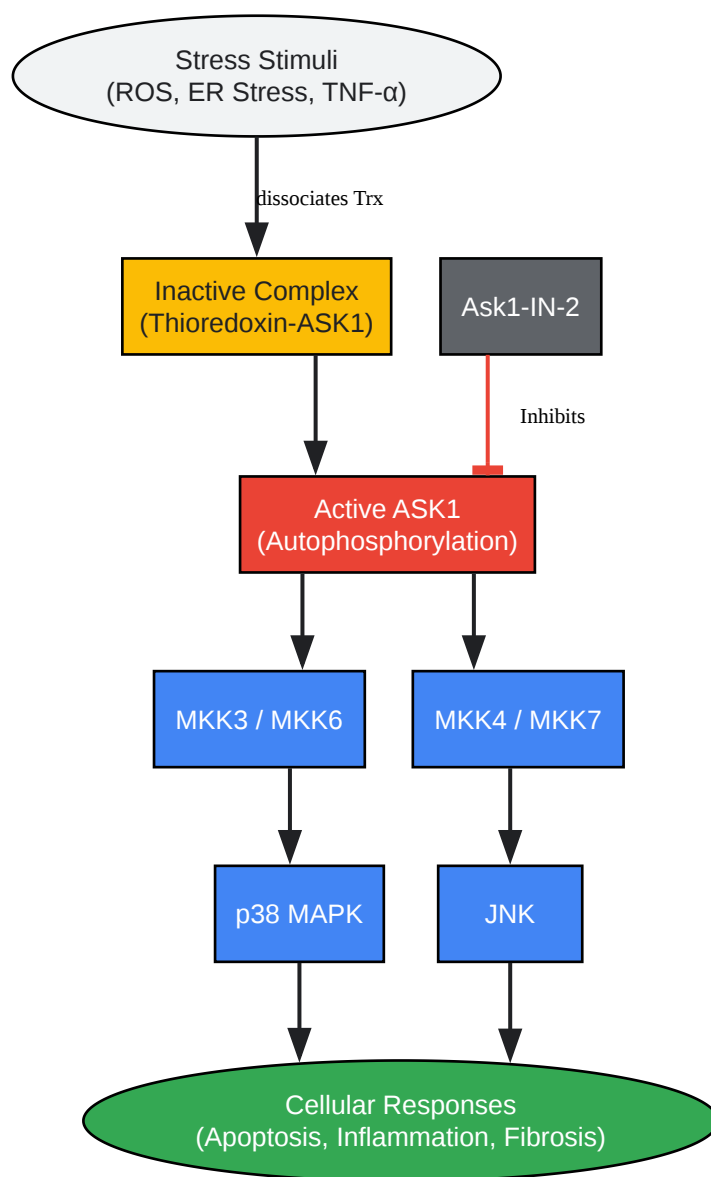 Stress Stimuli
(ROS, ER Stress, TNF-α)
dissociates Trx
Inactive Complex
(Thioredoxin-ASK1)
Ask1-IN-2
Inhibits
Active ASK1
(Autophosphorylation)
MKK3 / MKK6
MKK4 / MKK7
p38 MAPK
JNK
Cellular Responses
(Apoptosis, Inflammation, Fibrosis)